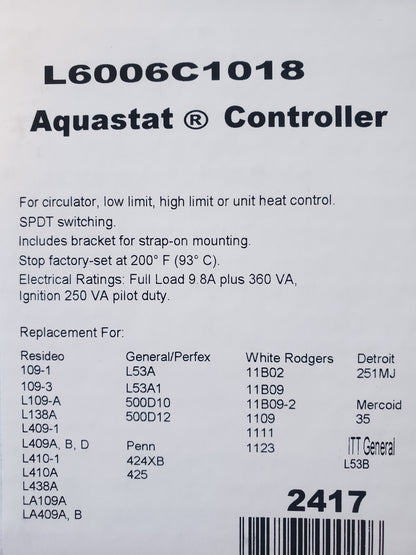 L6006C1018
Aquastat ® Controller
For circulator, low limit, high limit or unit heat control.
SPDT switching.
Includes bracket for strap-on mounting.
Stop factory-set at 200° F (93° C).
Electrical Ratings: Full Load 9.8A plus 360 VA,
Ignition 250 VA pilot duty.
Replacement For:
Resideo
109-1
109-3
L109-A
L138A
L409-1
L409A, B, D
L410-1
L410A
L438A
LA109A
LA409A, B
General/Perfex
L53A
L53A1
500D10
500D12
Penn
424XB
425
White Rodgers
11B02
11B09
11B09-2
1109
1111
1123
Detroit
251MJ
Mercoid
35
ITT General
L53B
2417